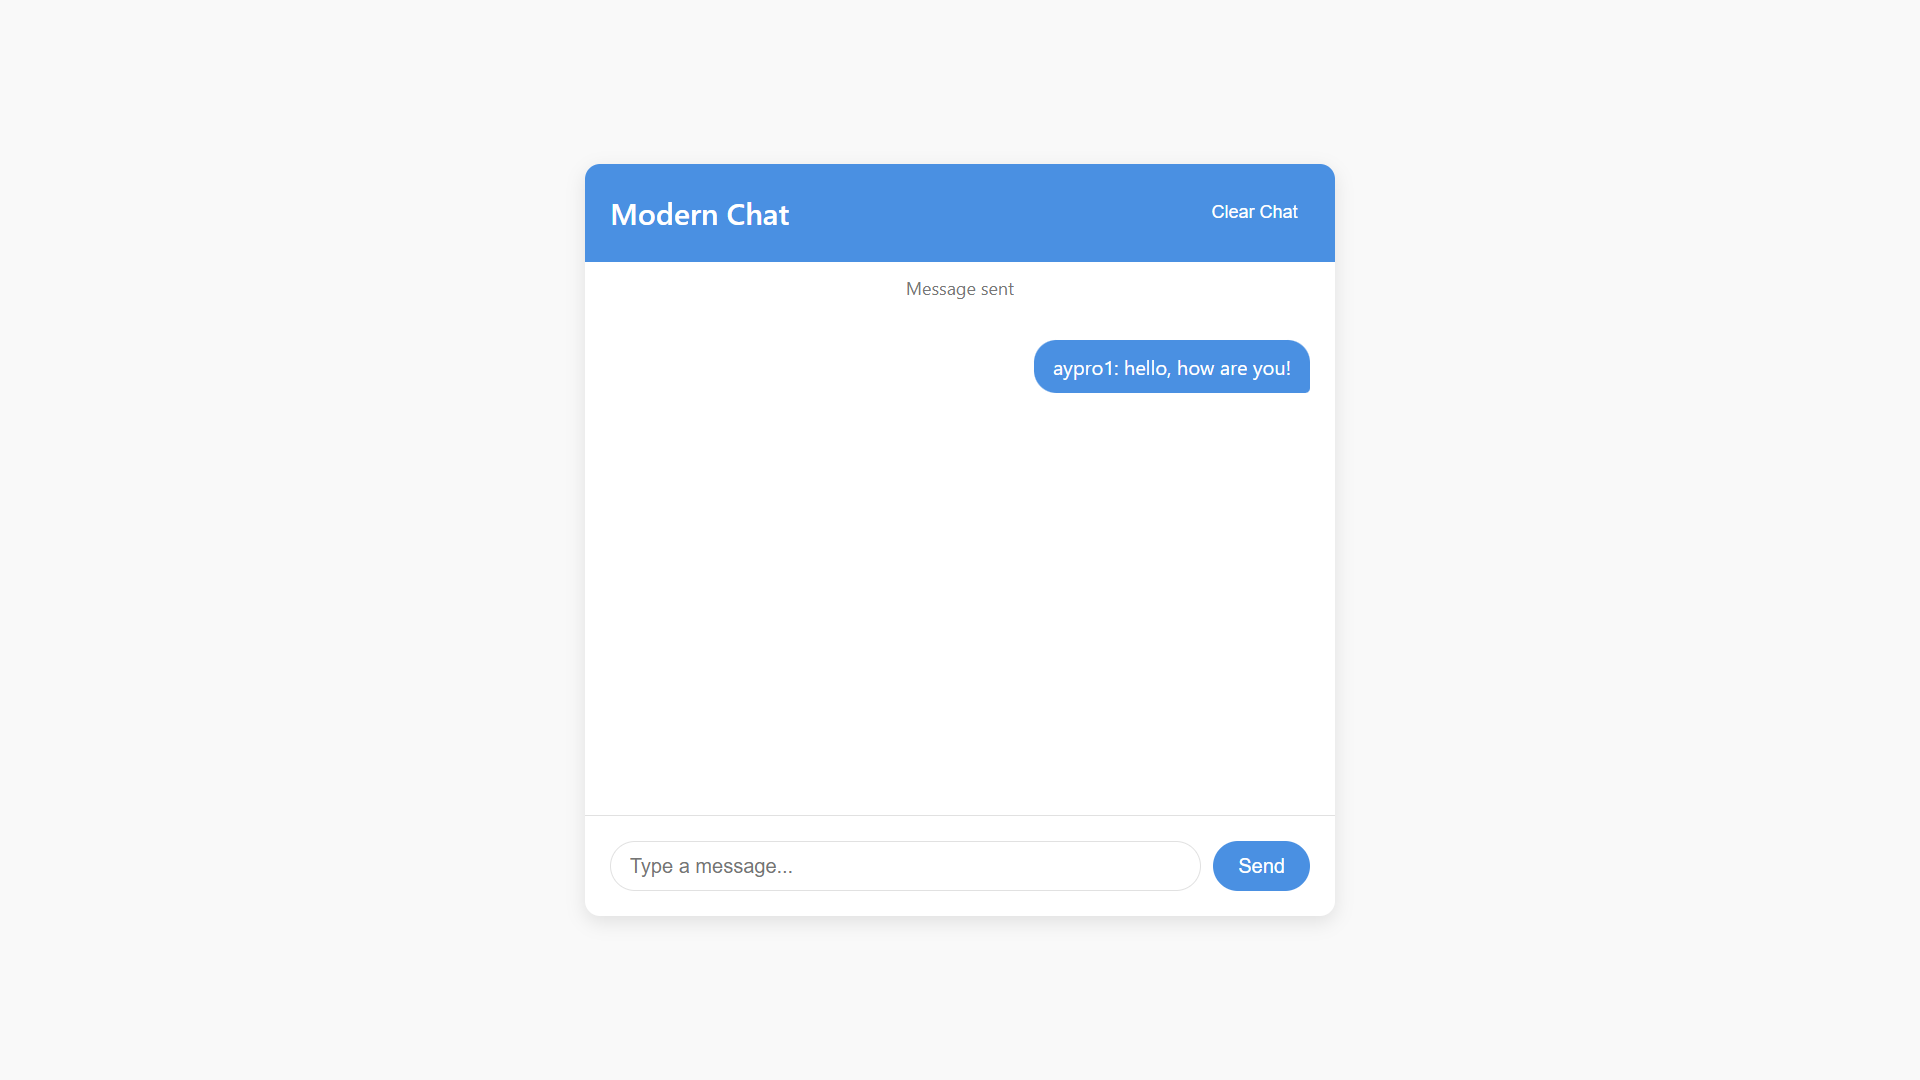 Modern Chat
Clear Chat
Message sent
aypro1: hello, how are you!
Type a message...
Send